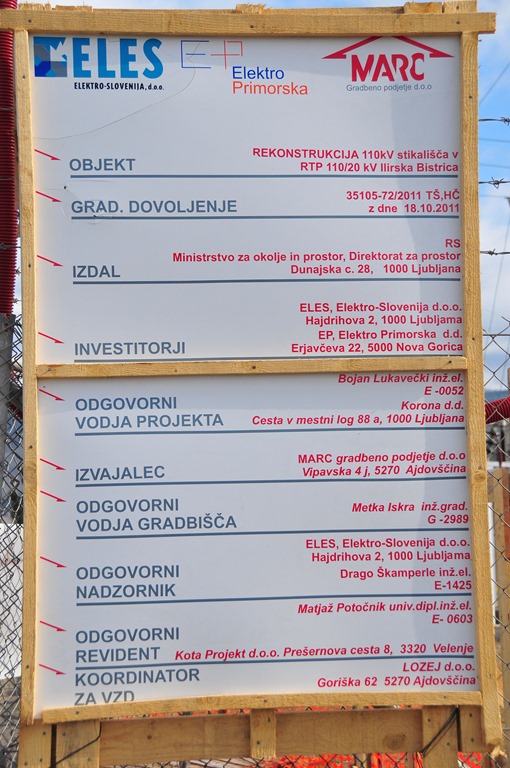 ELES
ELEKTRO-SLOVENIJA, d.o.o.
EP
Elektro
Primorska
MARC
Gradbeno podjetje d.o.o
OBJEKT
REKONSTRUKCIJA 110kV stikališča v
RTP 110/20 kV Ilirska Bistrica
GRAD. DOVOLJENJE
35105-72/2011 TŠ,HČ
z dne 18.10.2011
IZDAL
RS
Ministrstvo za okolje in prostor, Direktorat za prostor
Dunajska c. 28, 1000 Ljubljana
INVESTITORJI
ELES, Elektro-Slovenija d.o.o.
Hajdrihova 2, 1000 Ljubljama
EP, Elektro Primorska d.d.
Erjavčeva 22, 5000 Nova Gorica
ODGOVORNI
VODJA PROJEKTA
Bojan Lukavečki inž.el.
E -0052
Korona d.d.
Cesta v mestni log 88 a, 1000 Ljubljana
IZVAJALEC
MARC gradbeno podjetje d.o.o
Vipavska 4 j, 5270 Ajdovščina
ODGOVORNI
VODJA GRADBIŠČA
Metka Iskra inž.grad.
G -2989
ODGOVORNI
NADZORNIK
ELES, Elektro-Slovenija d.o.o.
Hajdrihova 2, 1000 Ljubljama
Drago Škamperle inž.el.
E-1425
ODGOVORNI
REVIDENT
Matjaž Potočnik univ.dipl.inž.el.
E- 0603
Kota Projekt d.o.o. Prešernova cesta 8, 3320 Velenje
KOORDINATOR
ZA VZD
LOZEJ d.o.o.
Goriška 62 5270 Ajdovščina